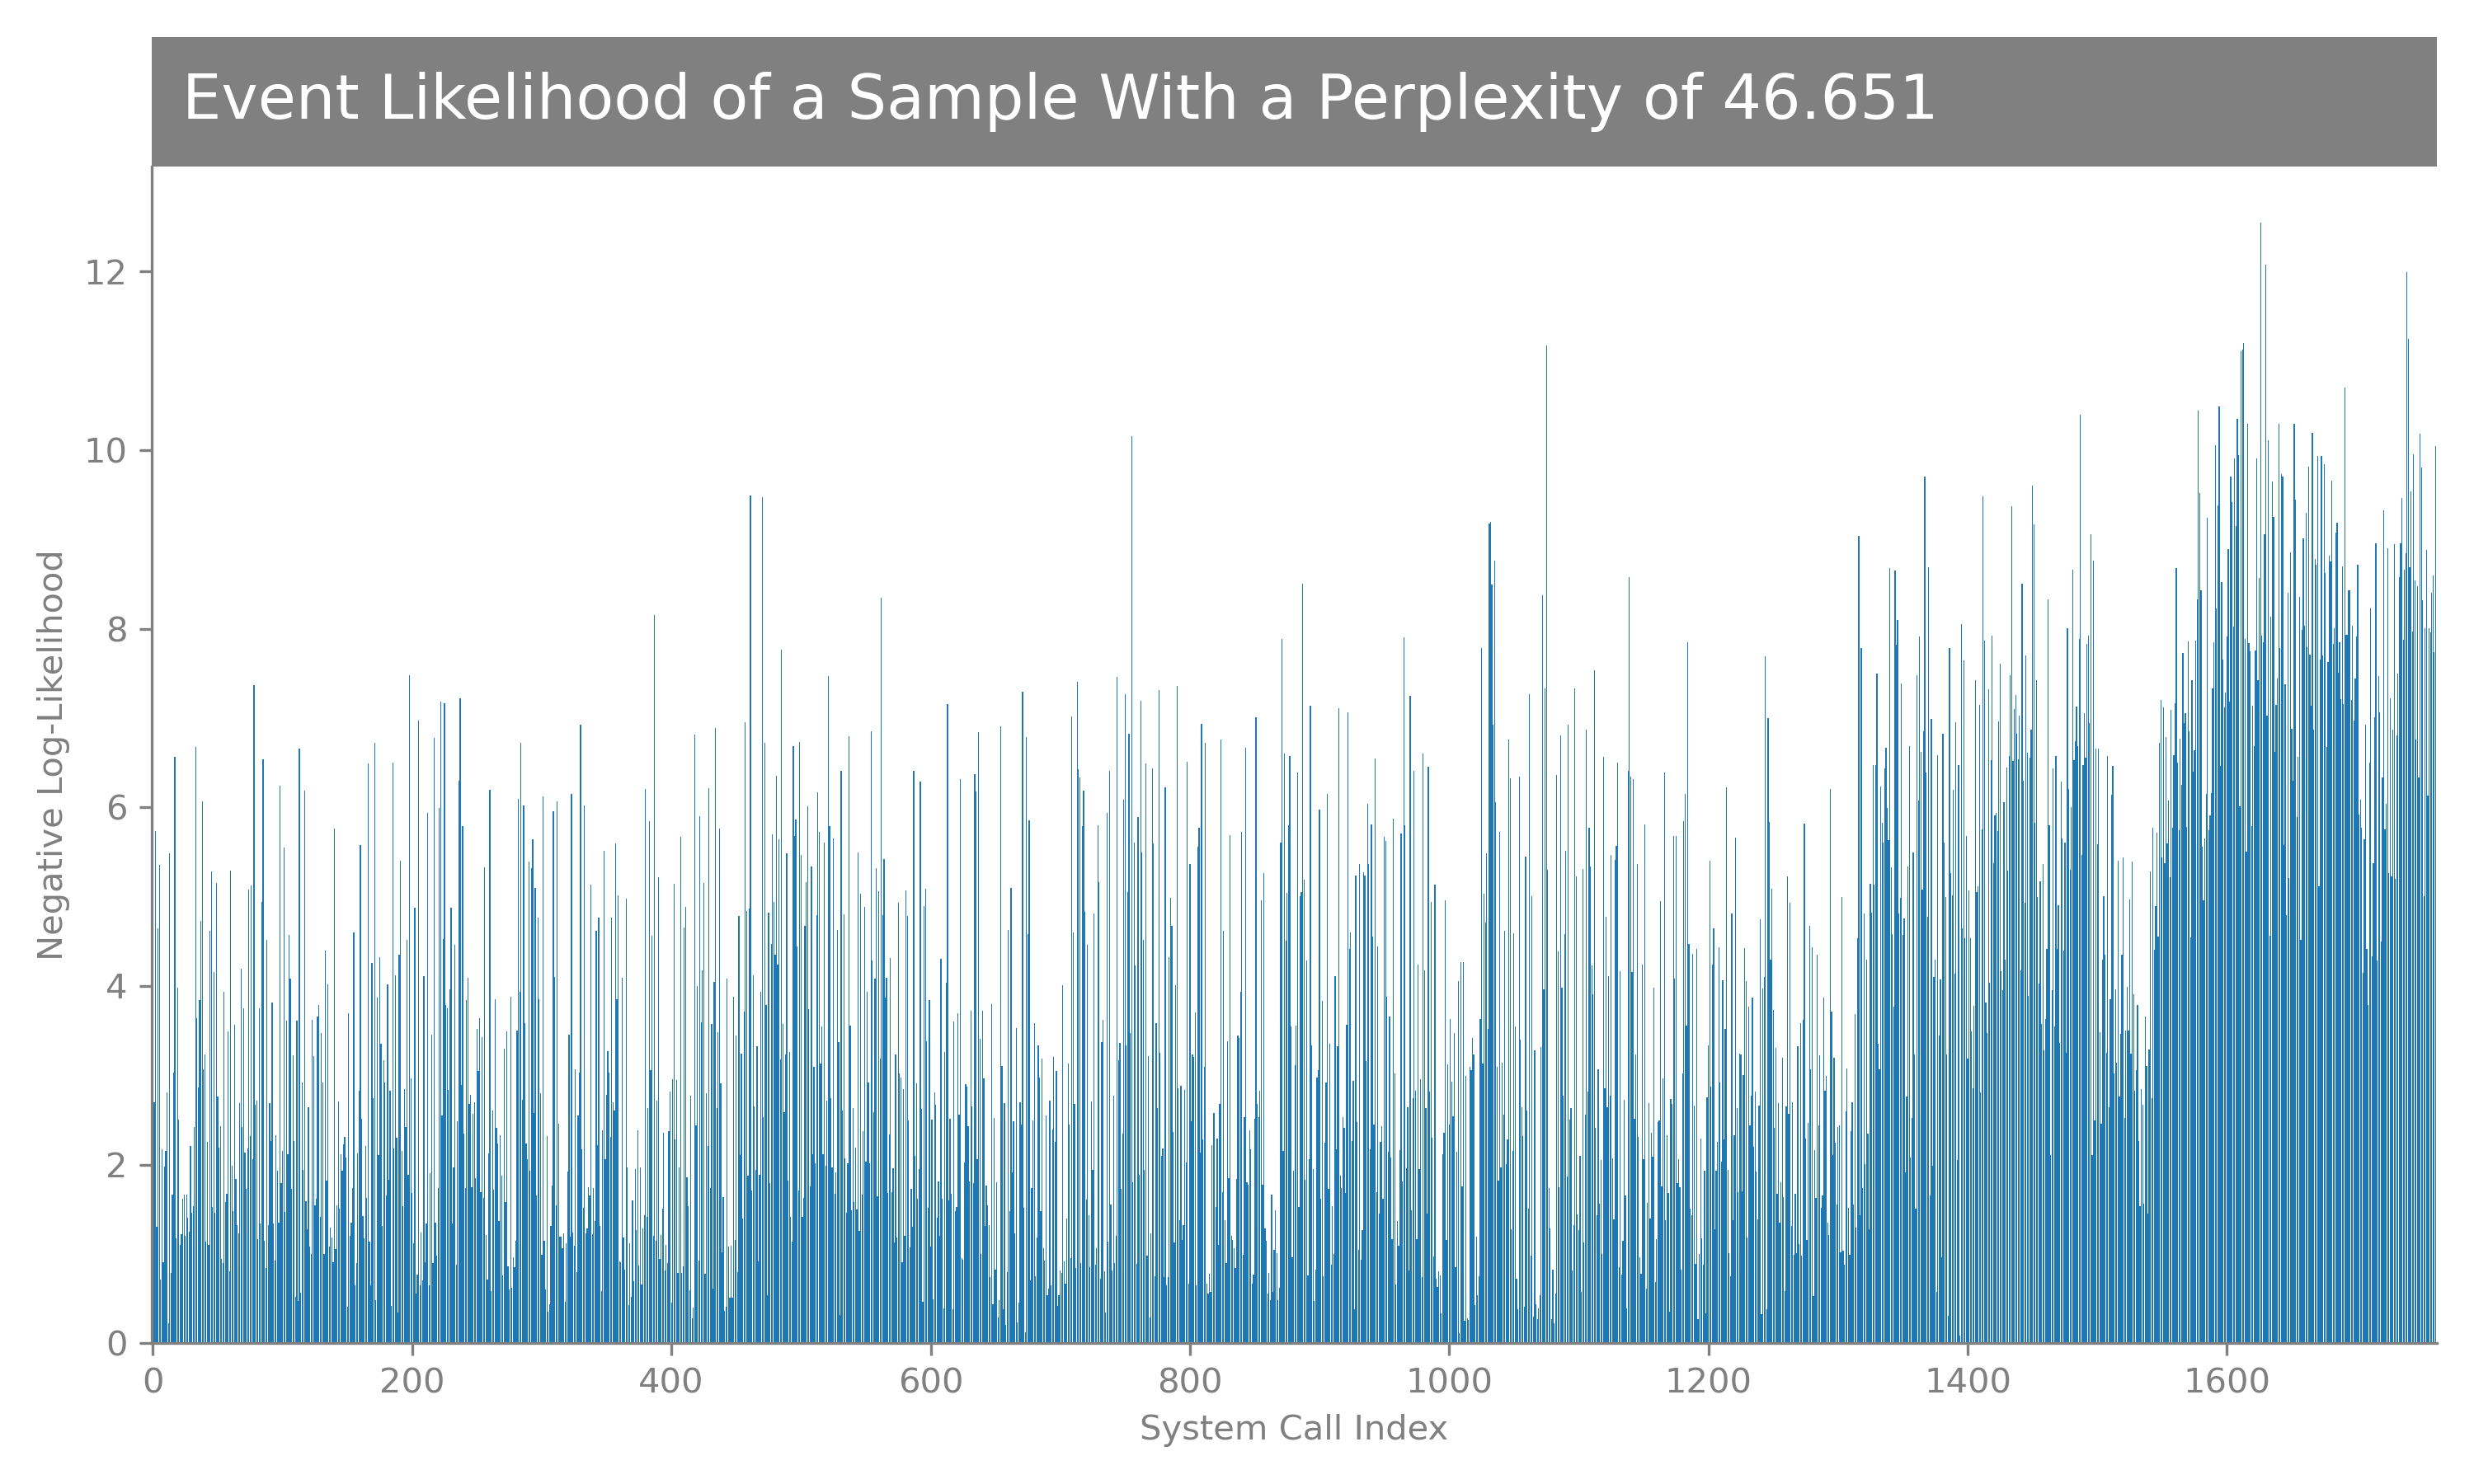 Event Likelihood of a Sample With a Perplexity of 46.651
12
10
8
6
4
2
0
Negative Log-Likelihood
0 200 400 600 800 1000 1200 1400 1600
System Call Index